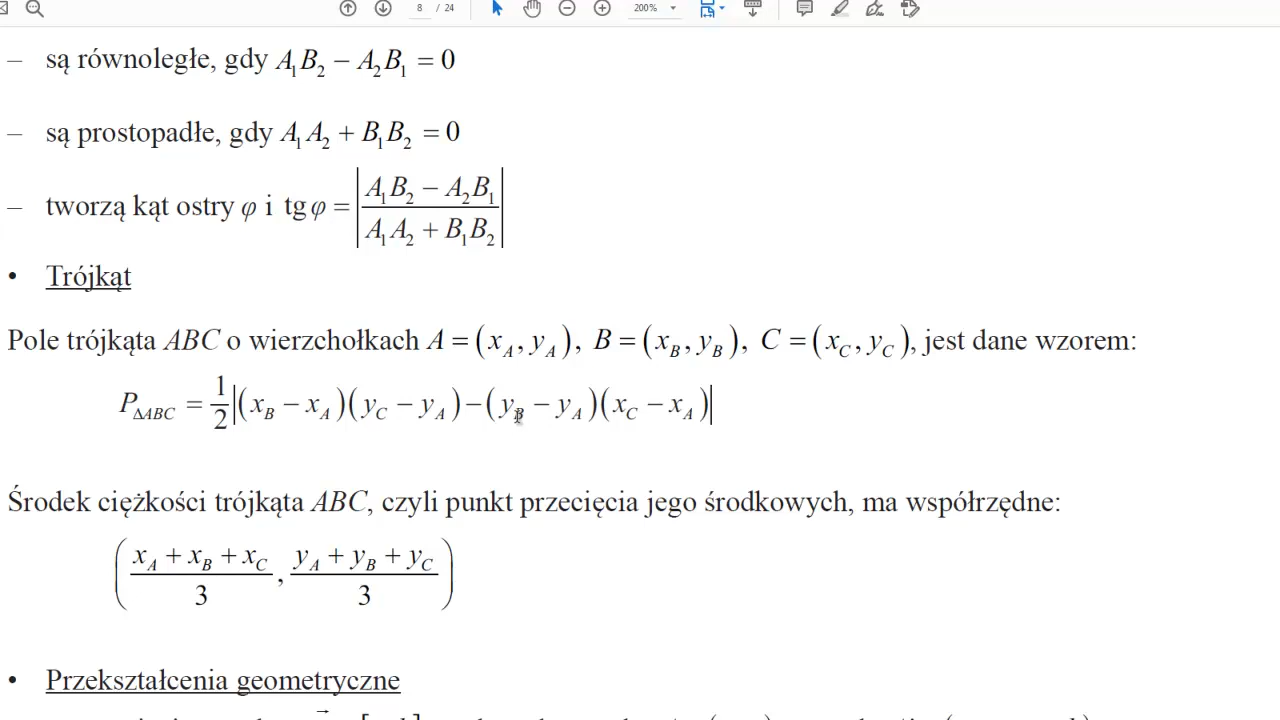 8 / 24 200%
– są równoległe, gdy A₁B₂ − A₂B₁ = 0
– są prostopadłe, gdy A₁A₂ + B₁B₂ = 0
– tworzą kąt ostry φ i tg φ = |(A₁B₂ − A₂B₁) / (A₁A₂ + B₁B₂)|
• Trójkąt
Pole trójkąta ABC o wierzchołkach A = (x_A, y_A), B = (x_B, y_B), C = (x_C, y_C), jest dane wzorem:
P_ΔABC = 1/2 |(x_B − x_A)(y_C − y_A) − (y_B − y_A)(x_C − x_A)|
Środek ciężkości trójkąta ABC, czyli punkt przecięcia jego środkowych, ma współrzędne:
((x_A + x_B + x_C)/3, (y_A + y_B + y_C)/3)
• Przekształcenia geometryczne